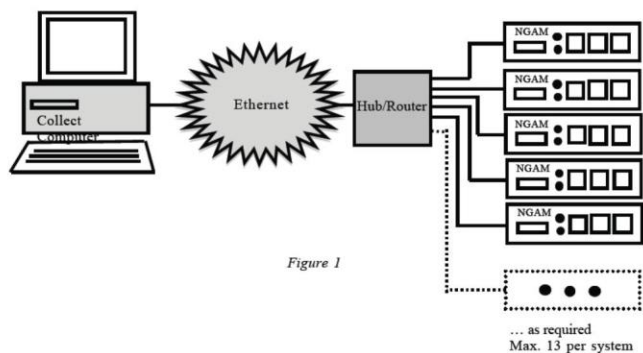 NGAM
NGAM
NGAM
NGAM
NGAM
Collect
Computer
Ethernet
Hub/Router
Figure 1
... as required
Max. 13 per system